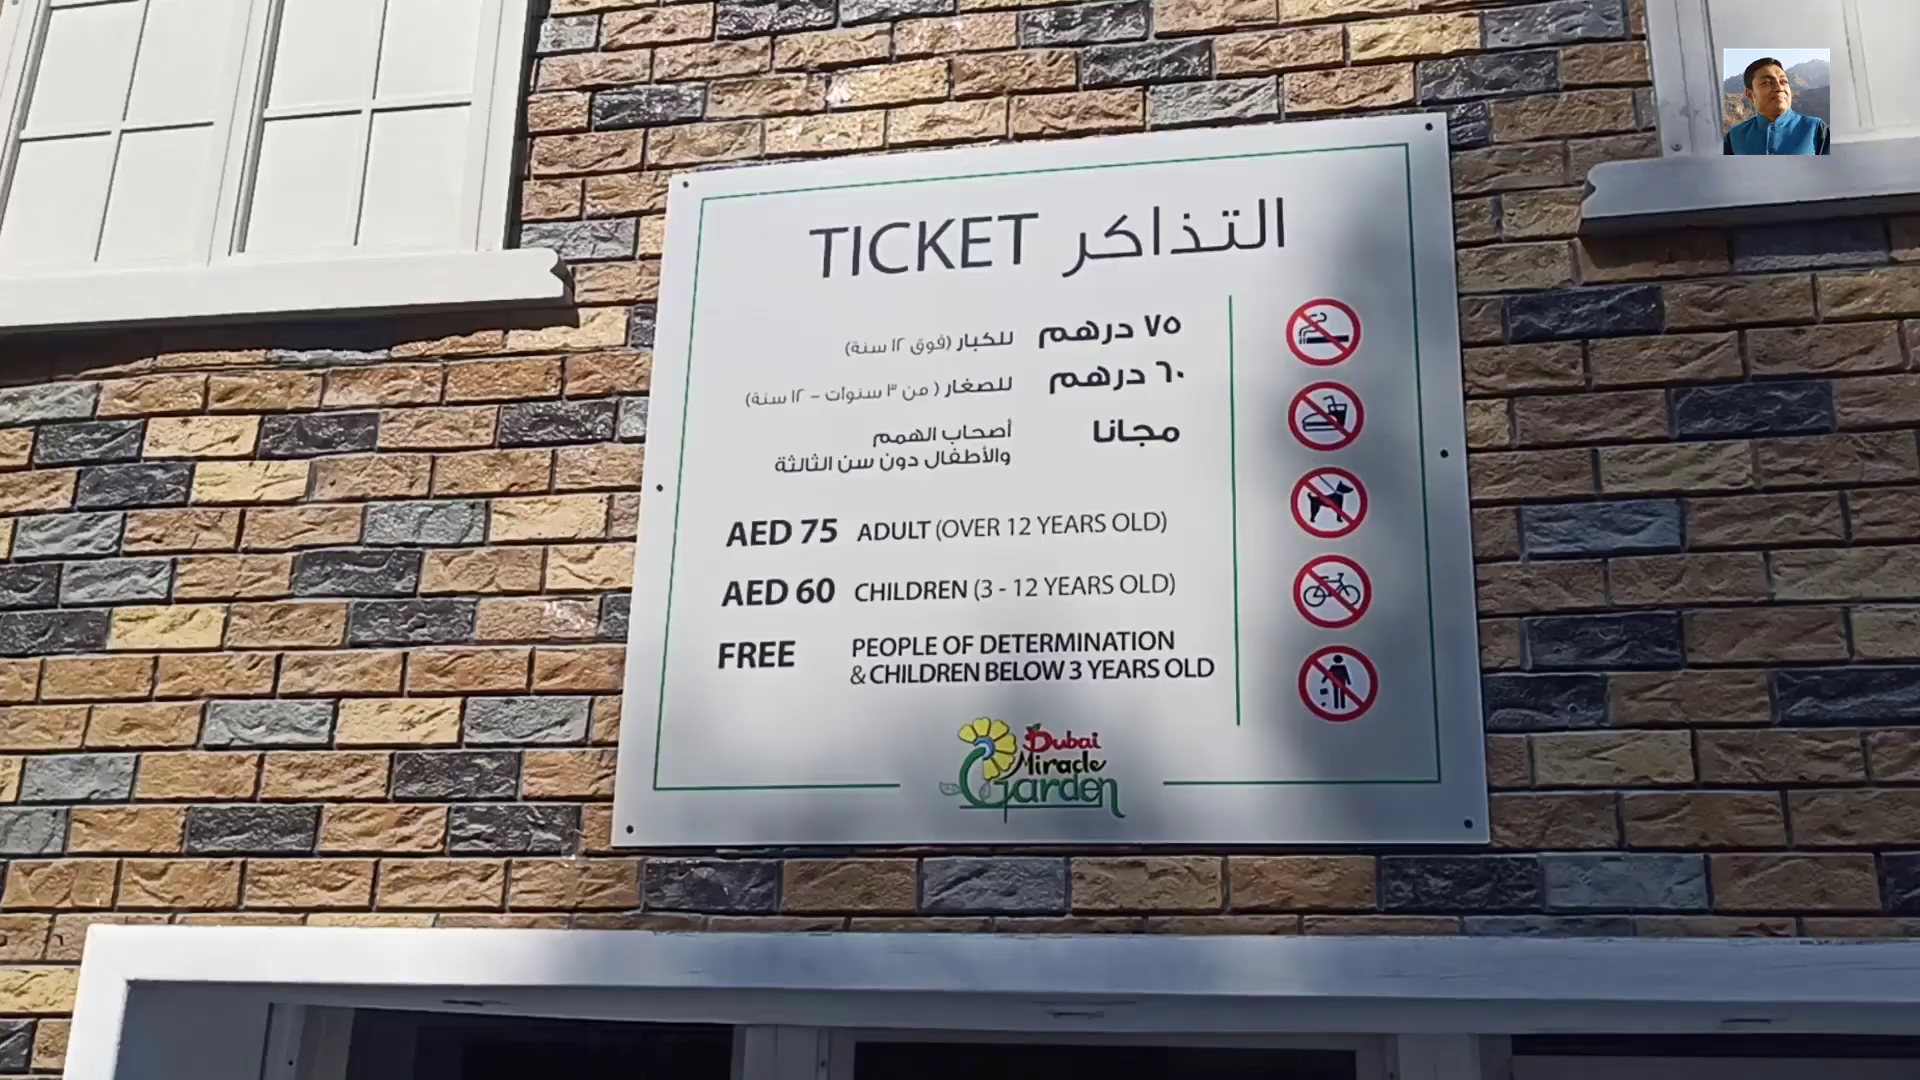 TICKET التذاكر
٧٥ درهم للكبار (فوق ١٢ سنة)
٦٠ درهم للصغار ( من ٣ سنوات - ١٢ سنة)
مجانا أصحاب الهمم
والأطفال دون سن الثالثة
AED 75 ADULT (OVER 12 YEARS OLD)
AED 60 CHILDREN (3 - 12 YEARS OLD)
FREE PEOPLE OF DETERMINATION
& CHILDREN BELOW 3 YEARS OLD
Dubai
Miracle
Garden